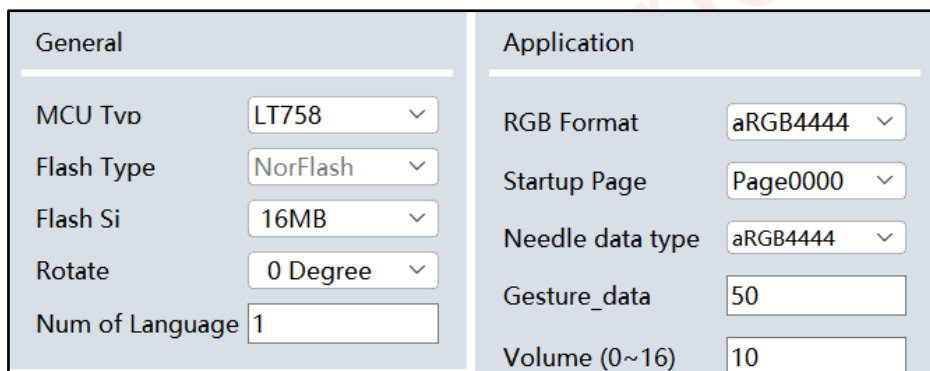 General
MCU Typ LT758
Flash Type NorFlash
Flash Si 16MB
Rotate 0 Degree
Num of Language 1
Application
RGB Format aRGB4444
Startup Page Page0000
Needle data type aRGB4444
Gesture_data 50
Volume (0~16) 10